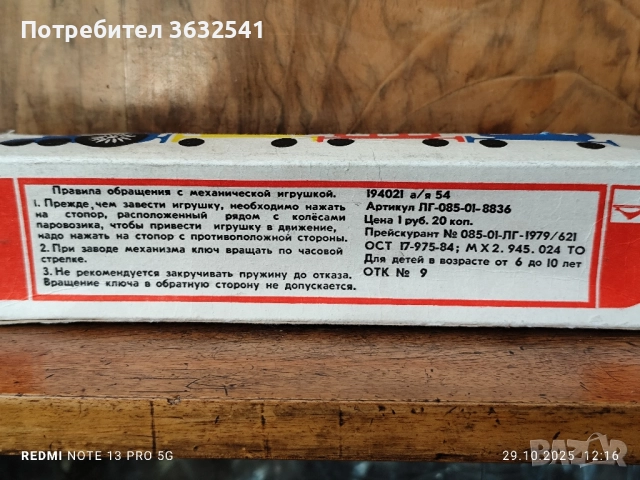 Потребител 3632541
Правила обращения с механической игрушкой.
1. Прежде, чем завести игрушку, необходимо нажать
на стопор, расположенный рядом с колёсами
паровозика, чтобы привести игрушку в движение,
надо нажать на стопор с противоположной стороны.
2. При заводе механизма ключ вращать по часовой
стрелке.
3. Не рекомендуется закручивать пружину до отказа.
Вращение ключа в обратную сторону не допускается.
194021 а/я 54
Артикул ЛГ-085-01-8836
Цена 1 руб. 20 коп.
Прейскурант № 085-01-ЛГ-1979/621
ОСТ 17-975-84; МХ2. 945. 024 ТО
Для детей в возрасте от 6 до 10 лет
ОТК № 9
REDMI NOTE 13 PRO 5G
29.10.2025 12:16
BAZAR